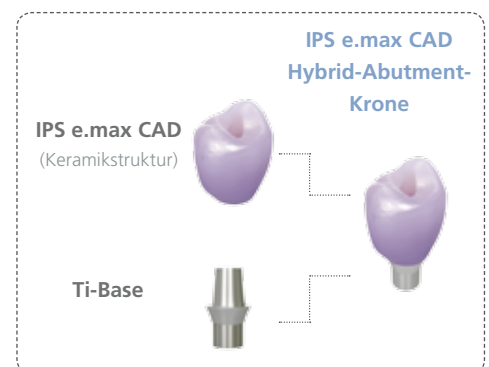 IPS e.max CAD
Hybrid-Abutment-
Krone
IPS e.max CAD
(Keramikstruktur)
Ti-Base